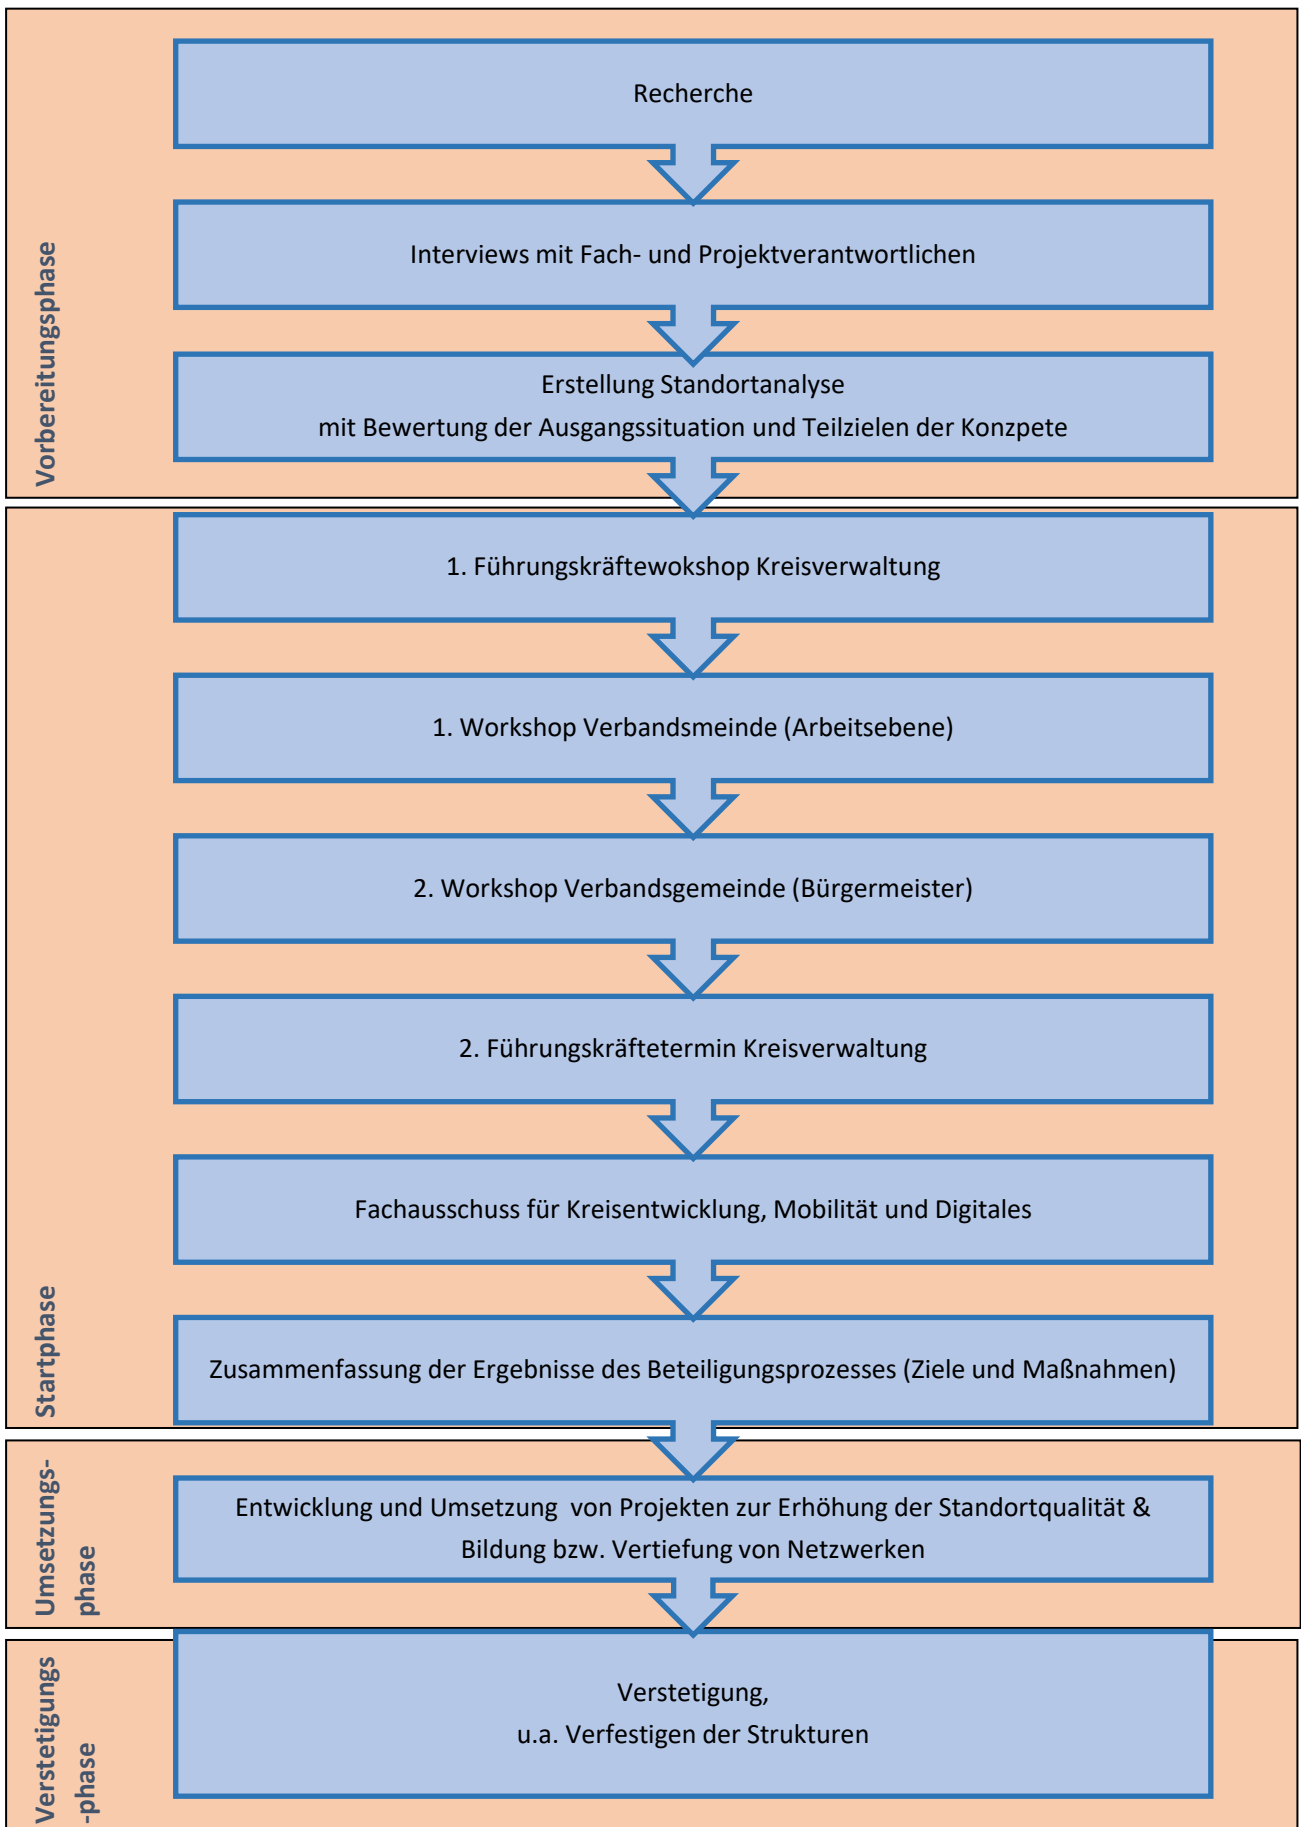 Vorbereitungsphase
Recherche
Interviews mit Fach- und Projektverantwortlichen
Erstellung Standortanalyse
mit Bewertung der Ausgangssituation und Teilzielen der Konzpete
Startphase
1. Führungskräftewokshop Kreisverwaltung
1. Workshop Verbandsmeinde (Arbeitsebene)
2. Workshop Verbandsgemeinde (Bürgermeister)
2. Führungskräftetermin Kreisverwaltung
Fachausschuss für Kreisentwicklung, Mobilität und Digitales
Zusammenfassung der Ergebnisse des Beteiligungsprozesses (Ziele und Maßnahmen)
Umsetzungs-
phase
Entwicklung und Umsetzung von Projekten zur Erhöhung der Standortqualität &
Bildung bzw. Vertiefung von Netzwerken
Verstetigungs
-phase
Verstetigung,
u.a. Verfestigen der Strukturen